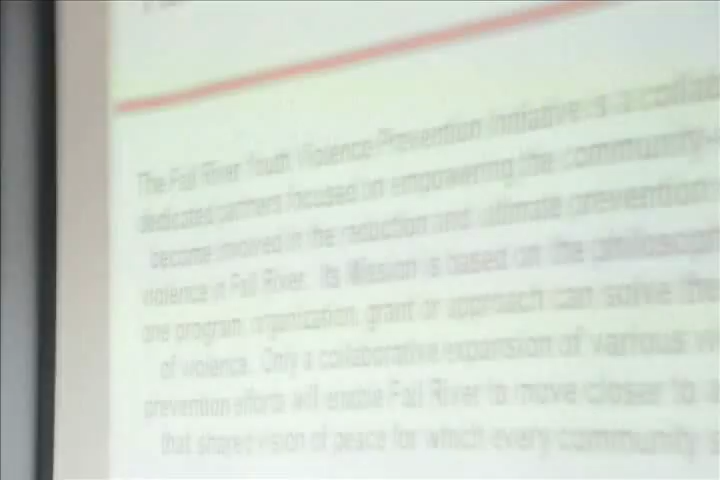 The Fall River Youth Violence Prevention Initiative is a collab
dedicated partners focused on empowering the community-
become involved in the reduction and ultimate prevention
violence in Fall River. Its Mission is based on the philosoph
one program, organization, grant or approach can solve the
of violence. Only a collaborative expansion of various
prevention efforts will enable Fall River to move closer to a
that shared vision of peace for which every community s